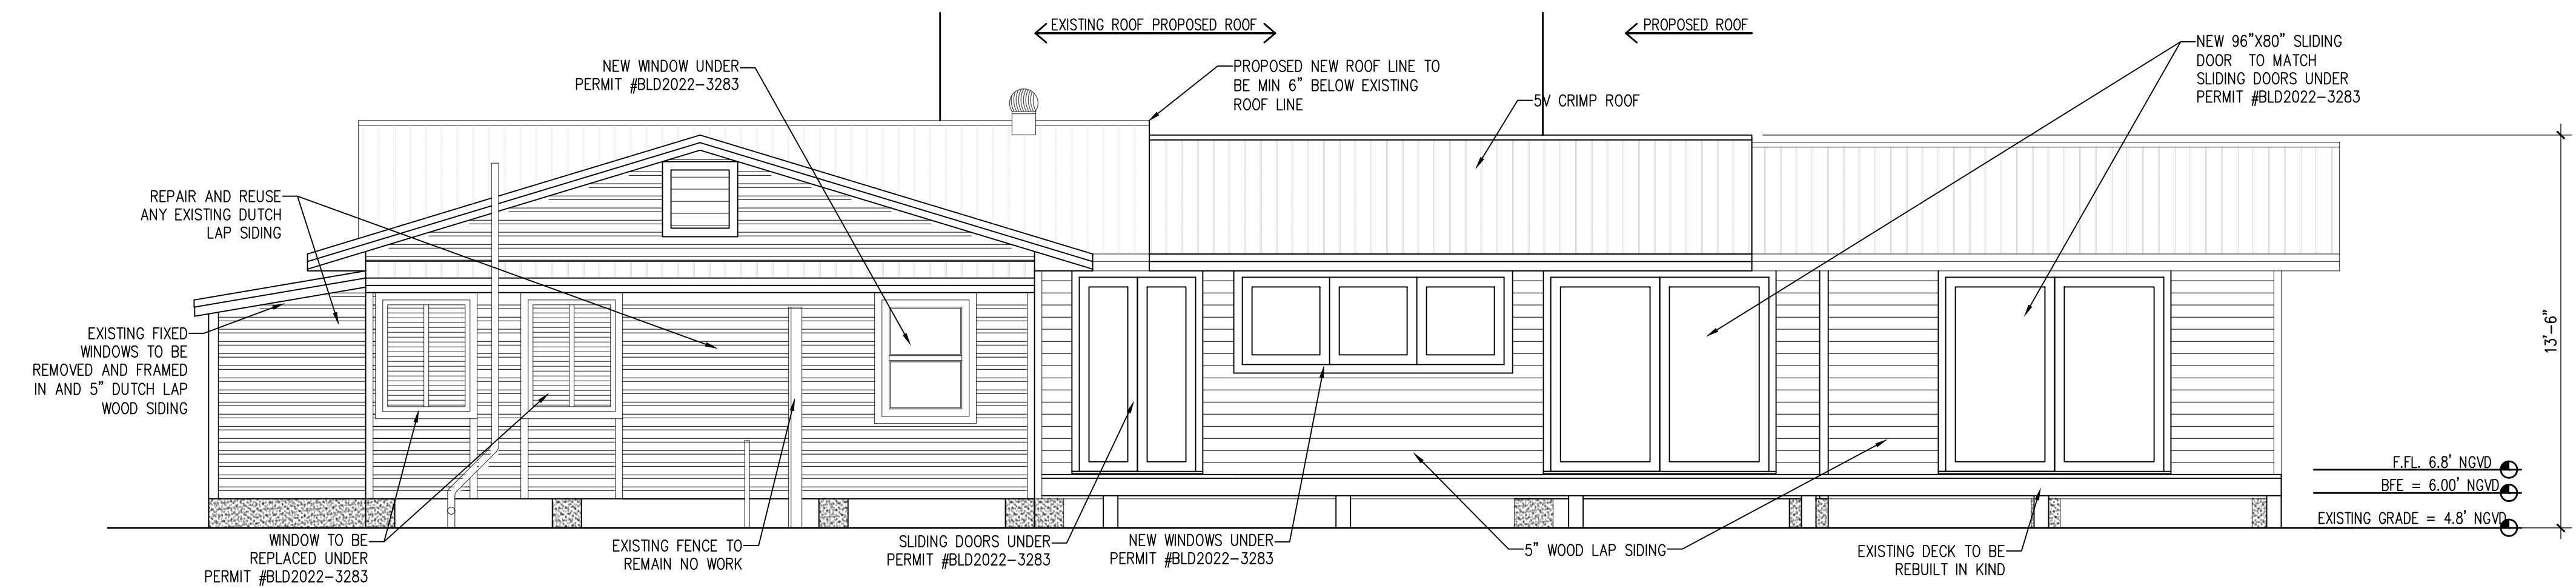 EXISTING ROOF PROPOSED ROOF
PROPOSED ROOF
NEW WINDOW UNDER
PERMIT #BLD2022-3283
PROPOSED NEW ROOF LINE TO
BE MIN 6" BELOW EXISTING
ROOF LINE
5V CRIMP ROOF
NEW 96"X80" SLIDING
DOOR TO MATCH
SLIDING DOORS UNDER
PERMIT #BLD2022-3283
REPAIR AND REUSE
ANY EXISTING DUTCH
LAP SIDING
EXISTING FIXED
WINDOWS TO BE
REMOVED AND FRAMED
IN AND 5" DUTCH LAP
WOOD SIDING
13'-6"
F.FL. 6.8' NGVD
BFE = 6.00' NGVD
EXISTING GRADE = 4.8' NGVD
WINDOW TO BE
REPLACED UNDER
PERMIT #BLD2022-3283
EXISTING FENCE TO
REMAIN NO WORK
SLIDING DOORS UNDER
PERMIT #BLD2022-3283
NEW WINDOWS UNDER
PERMIT #BLD2022-3283
5" WOOD LAP SIDING
EXISTING DECK TO BE
REBUILT IN KIND